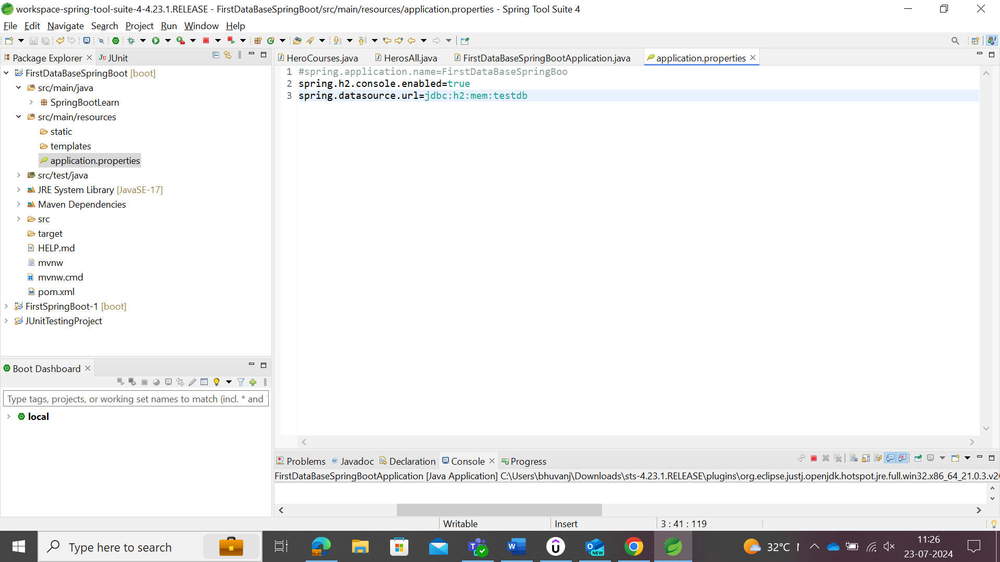 workspace-spring-tool-suite-4-4.23.1.RELEASE - FirstDataBaseSpringBoot/src/main/resources/application.properties - Spring Tool Suite 4
File Edit Navigate Search Project Run Window Help
Package Explorer JUnit
FirstDataBaseSpringBoot [boot]
src/main/java
SpringBootLearn
src/main/resources
static
templates
application.properties
src/test/java
JRE System Library [JavaSE-17]
Maven Dependencies
src
target
HELP.md
mvnw
mvnw.cmd
pom.xml
FirstSpringBoot-1 [boot]
JUnitTestingProject
HeroCourses.java HerosAll.java FirstDataBaseSpringBootApplication.java application.properties
1 #spring.application.name=FirstDataBaseSpringBoo
2 spring.h2.console.enabled=true
3 spring.datasource.url=jdbc:h2:mem:testdb
Boot Dashboard
Type tags, projects, or working set names to match (incl. * and
local
Problems Javadoc Declaration Console Progress
FirstDataBaseSpringBootApplication [Java Application] C:\Users\bhuvanj\Downloads\sts-4.23.1.RELEASE\plugins\org.eclipse.justj.openjdk.hotspot.jre.full.win32.x86_64_21.0.3.v2
Writable Insert 3 : 41 : 119
Type here to search
32°C
11:26
23-07-2024